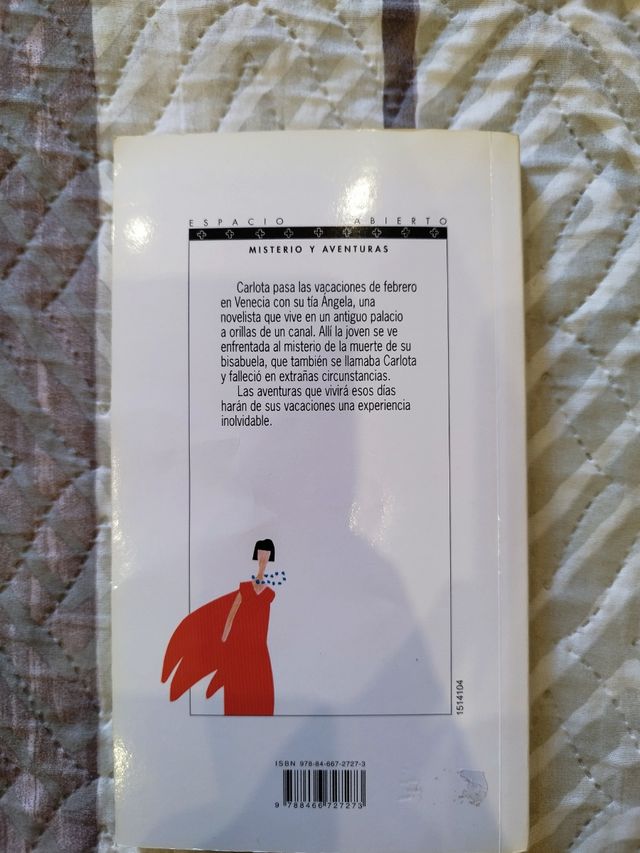 ESPACIO ABIERTO
MISTERIO Y AVENTURAS
Carlota pasa las vacaciones de febrero
en Venecia con su tía Ángela, una
novelista que vive en un antiguo palacio
a orillas de un canal. Allí la joven se ve
enfrentada al misterio de la muerte de su
bisabuela, que también se llamaba Carlota
y falleció en extrañas circunstancias.
Las aventuras que vivirá esos días
harán de sus vacaciones una experiencia
inolvidable.
1514104
ISBN 978-84-667-2727-3
9 788466 727273